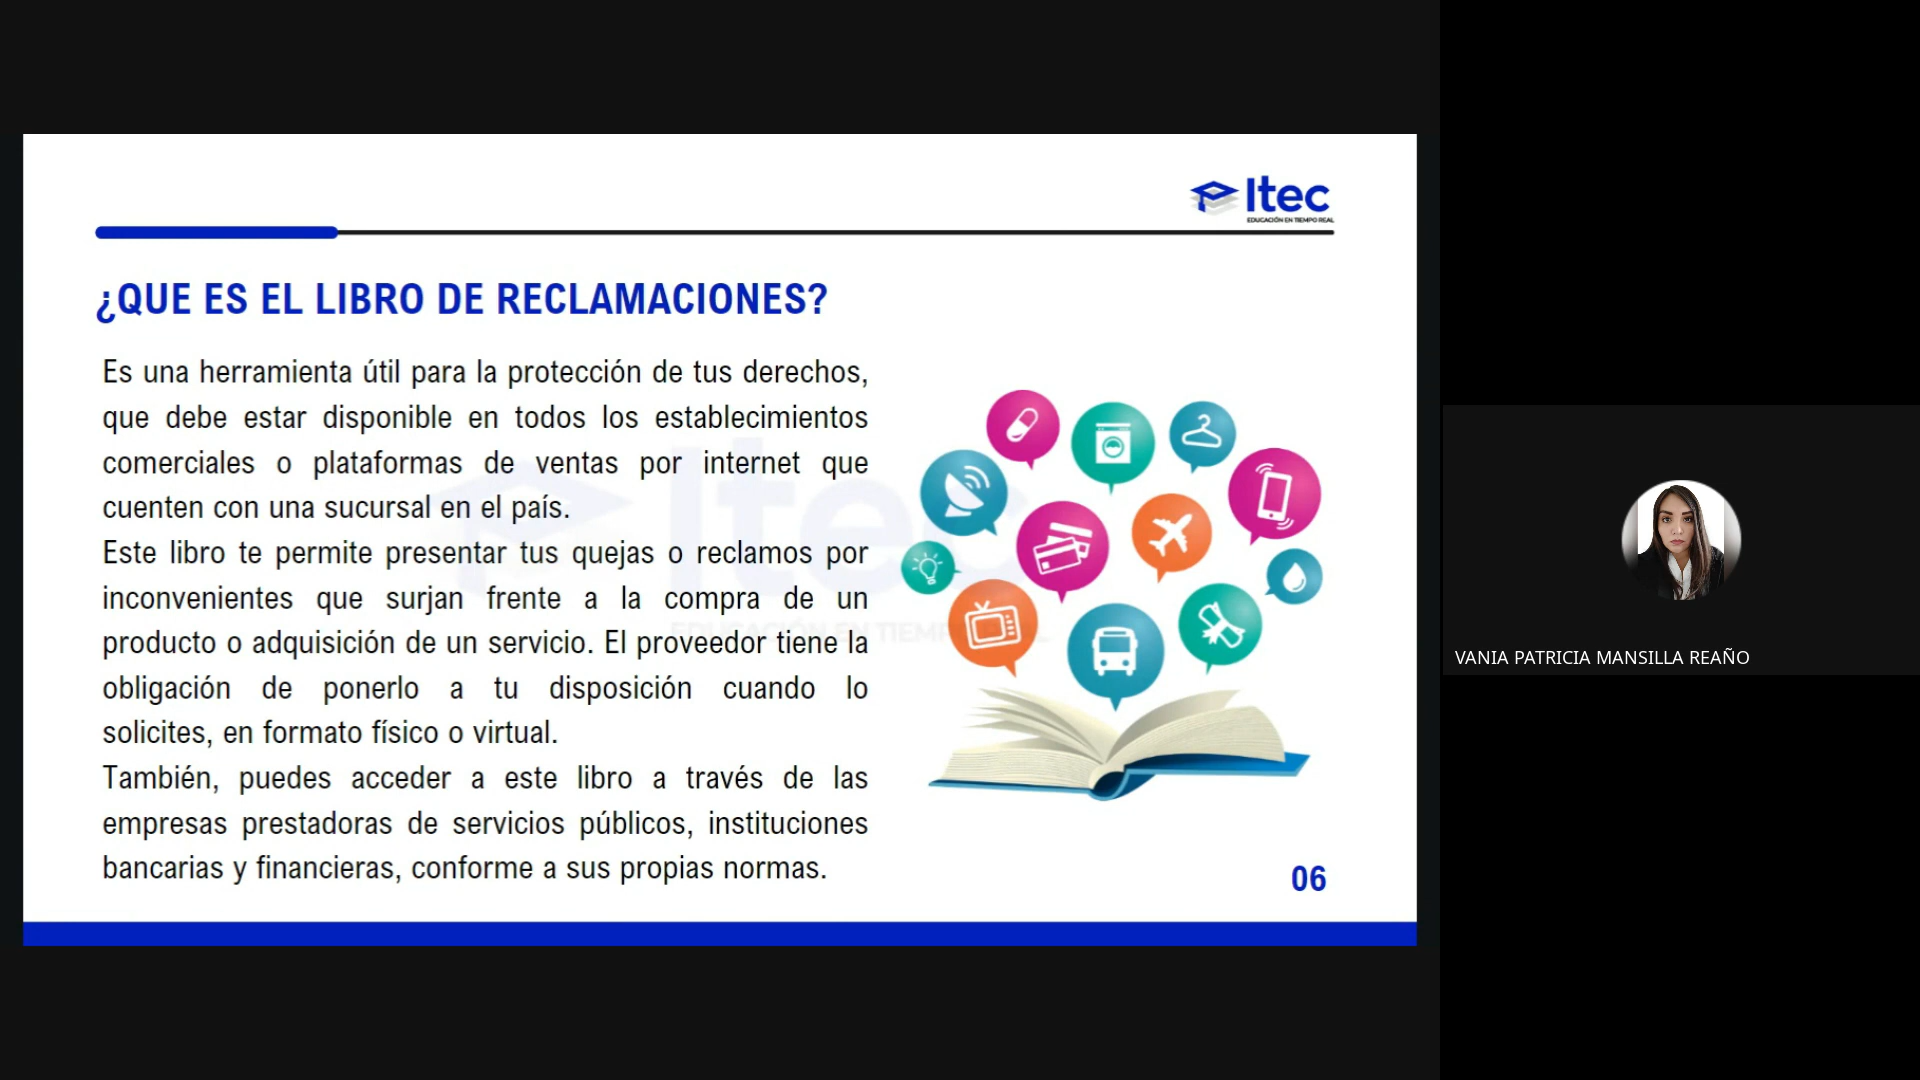 Itec
EDUCACIÓN EN TIEMPO REAL
¿QUE ES EL LIBRO DE RECLAMACIONES?
Es una herramienta útil para la protección de tus derechos,
que debe estar disponible en todos los establecimientos
comerciales o plataformas de ventas por internet que
cuenten con una sucursal en el país.
Este libro te permite presentar tus quejas o reclamos por
inconvenientes que surjan frente a la compra de un
producto o adquisición de un servicio. El proveedor tiene la
obligación de ponerlo a tu disposición cuando lo
solicites, en formato físico o virtual.
También, puedes acceder a este libro a través de las
empresas prestadoras de servicios públicos, instituciones
bancarias y financieras, conforme a sus propias normas.
Itec
EDUCACIÓN EN TIEMPO REAL
06
VANIA PATRICIA MANSILLA REAÑO